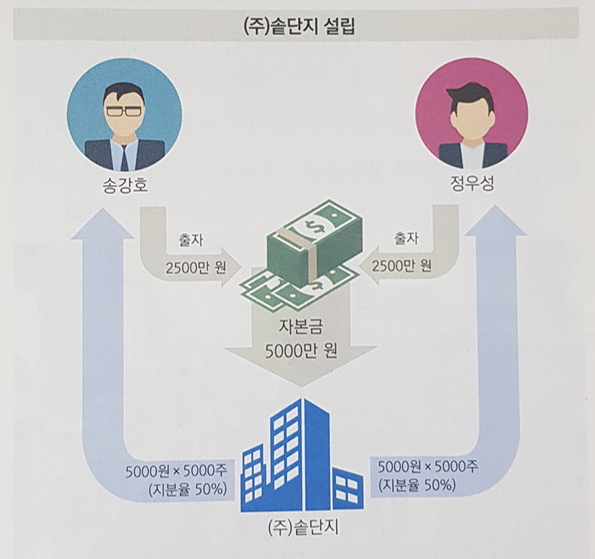 (주)솥단지 설립
송강호
정우성
출자
2500만 원
출자
2500만 원
자본금
5000만 원
5000원×5000주
(지분율 50%)
5000원×5000주
(지분율 50%)
(주)솥단지